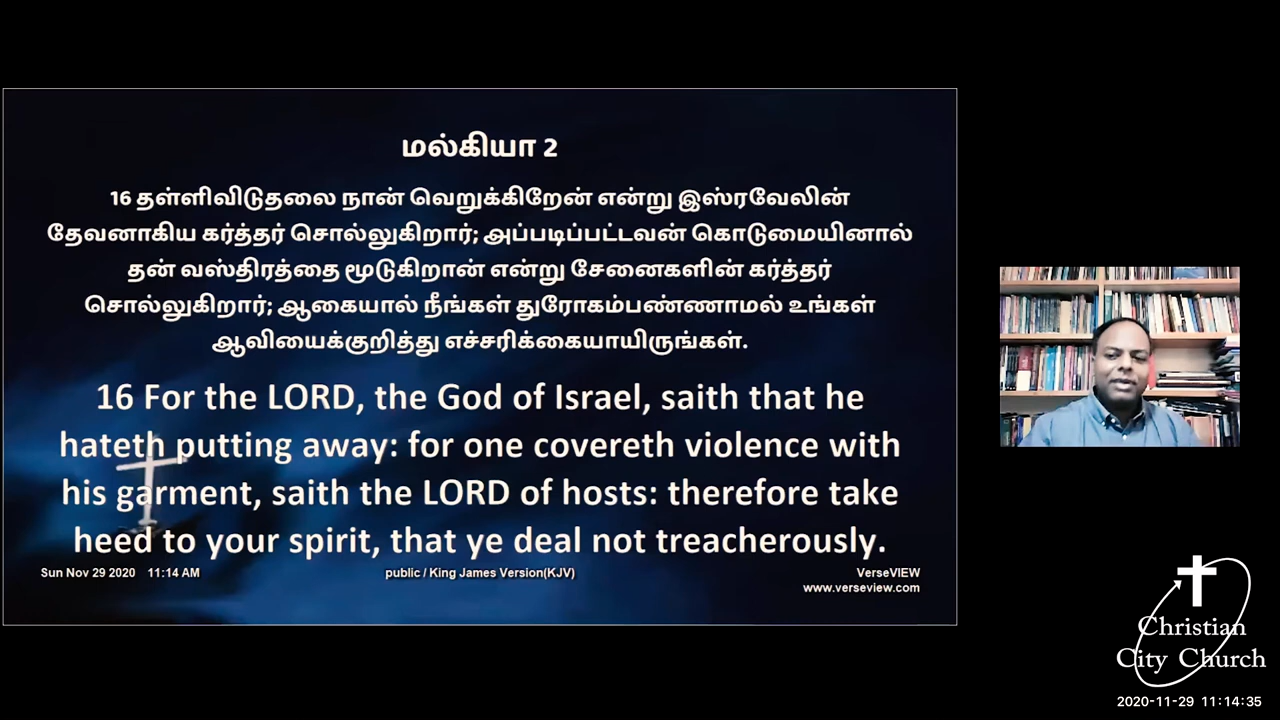 மல்கியா 2
16 தள்ளிவிடுதலை நான் வெறுக்கிறேன் என்று இஸ்ரவேலின்
தேவனாகிய கர்த்தர் சொல்லுகிறார்; அப்படிப்பட்டவன் கொடுமையினால்
தன் வஸ்திரத்தை மூடுகிறான் என்று சேனைகளின் கர்த்தர்
சொல்லுகிறார்; ஆகையால் நீங்கள் துரோகம்பண்ணாமல் உங்கள்
ஆவியைக்குறித்து எச்சரிக்கையாயிருங்கள்.
16 For the LORD, the God of Israel, saith that he
hateth putting away: for one covereth violence with
his garment, saith the LORD of hosts: therefore take
heed to your spirit, that ye deal not treacherously.
Sun Nov 29 2020 11:14 AM
public / King James Version(KJV)
VerseVIEW
www.verseview.com
Christian
City Church
2020-11-29 11:14:35